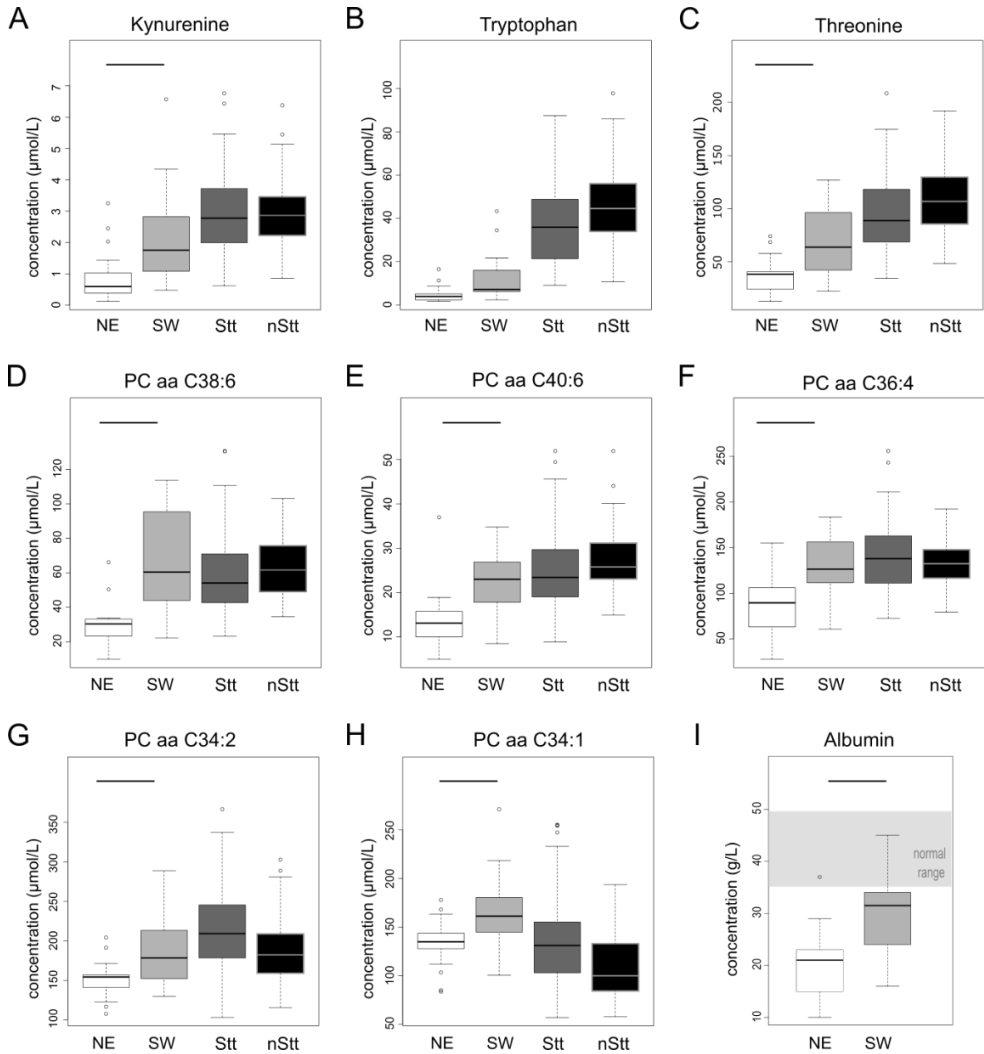 A
Kynurenine
concentration (µmol/L)
7
6
5
4
3
2
1
0
NE SW Stt nStt
B
Tryptophan
concentration (µmol/L)
100
80
60
40
20
0
NE SW Stt nStt
C
Threonine
concentration (µmol/L)
200
150
100
50
NE SW Stt nStt
D
PC aa C38:6
concentration (µmol/L)
120
100
80
60
40
20
NE SW Stt nStt
E
PC aa C40:6
concentration (µmol/L)
50
40
30
20
10
NE SW Stt nStt
F
PC aa C36:4
concentration (µmol/L)
250
200
150
100
50
NE SW Stt nStt
G
PC aa C34:2
concentration (µmol/L)
350
300
250
200
150
100
NE SW Stt nStt
H
PC aa C34:1
concentration (µmol/L)
250
200
150
100
50
NE SW Stt nStt
I
Albumin
concentration (g/L)
50
40
30
20
10
normal
range
NE SW